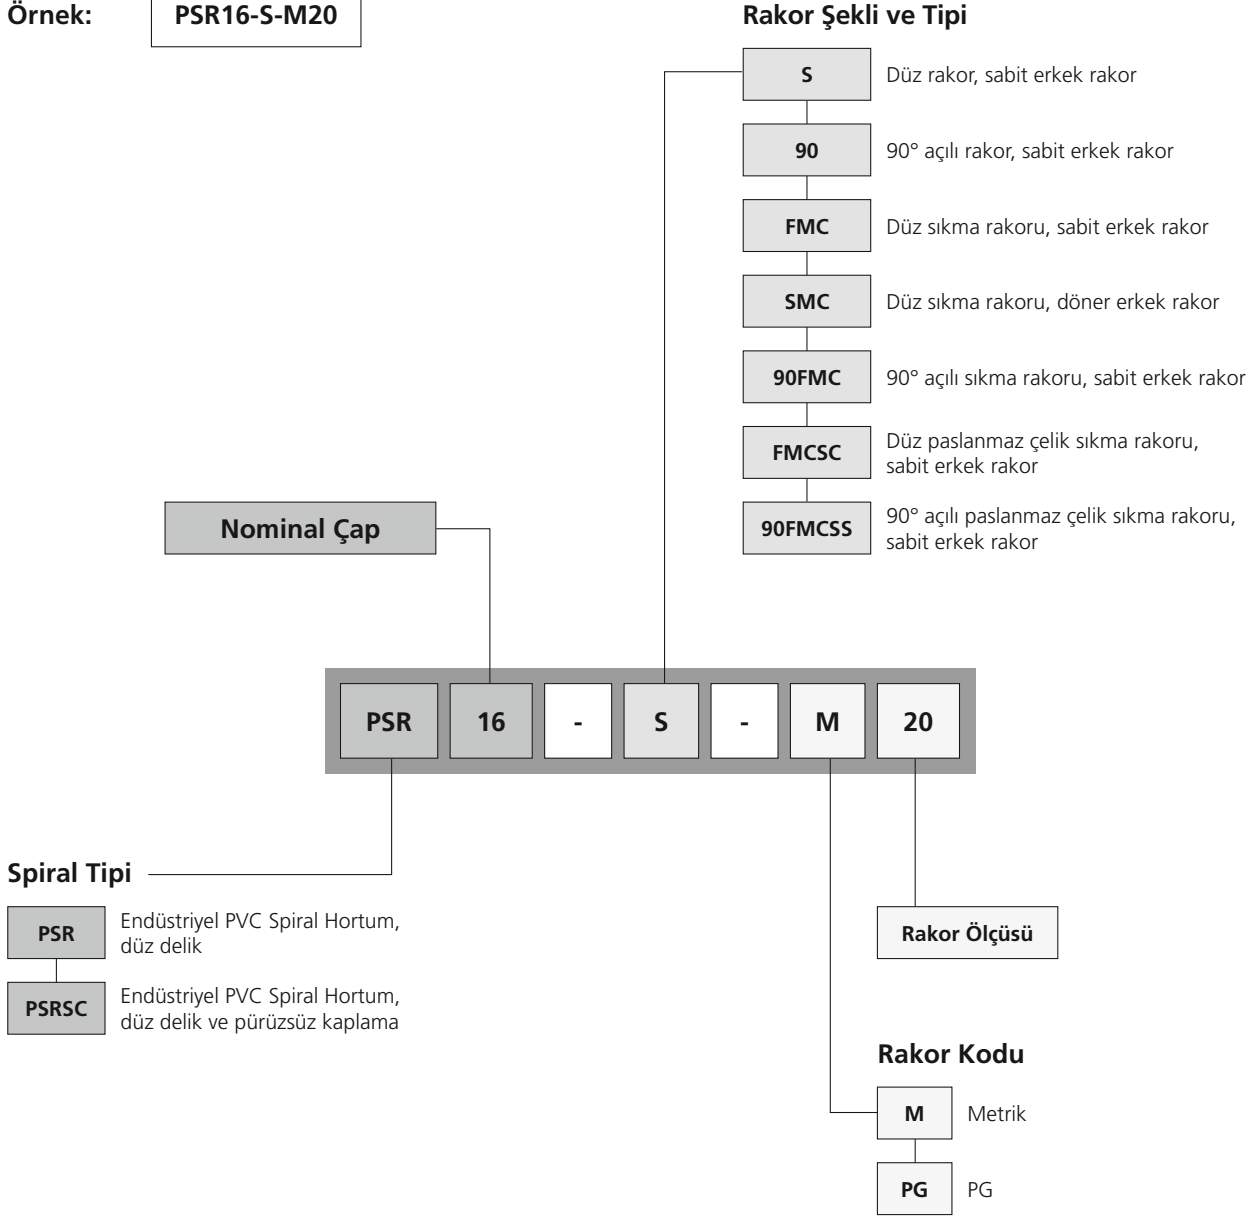 Örnek:
PSR16-S-M20
Rakor Şekli ve Tipi
S
Düz rakor, sabit erkek rakor
90
90° açılı rakor, sabit erkek rakor
FMC
Düz sıkma rakoru, sabit erkek rakor
SMC
Düz sıkma rakoru, döner erkek rakor
90FMC
90° açılı sıkma rakoru, sabit erkek rakor
FMCSC
Düz paslanmaz çelik sıkma rakoru,
sabit erkek rakor
90FMCSS
90° açılı paslanmaz çelik sıkma rakoru,
sabit erkek rakor
Nominal Çap
PSR 16 - S - M 20
Spiral Tipi
PSR
Endüstriyel PVC Spiral Hortum,
düz delik
PSRSC
Endüstriyel PVC Spiral Hortum,
düz delik ve pürüzsüz kaplama
Rakor Ölçüsü
Rakor Kodu
M
Metrik
PG
PG